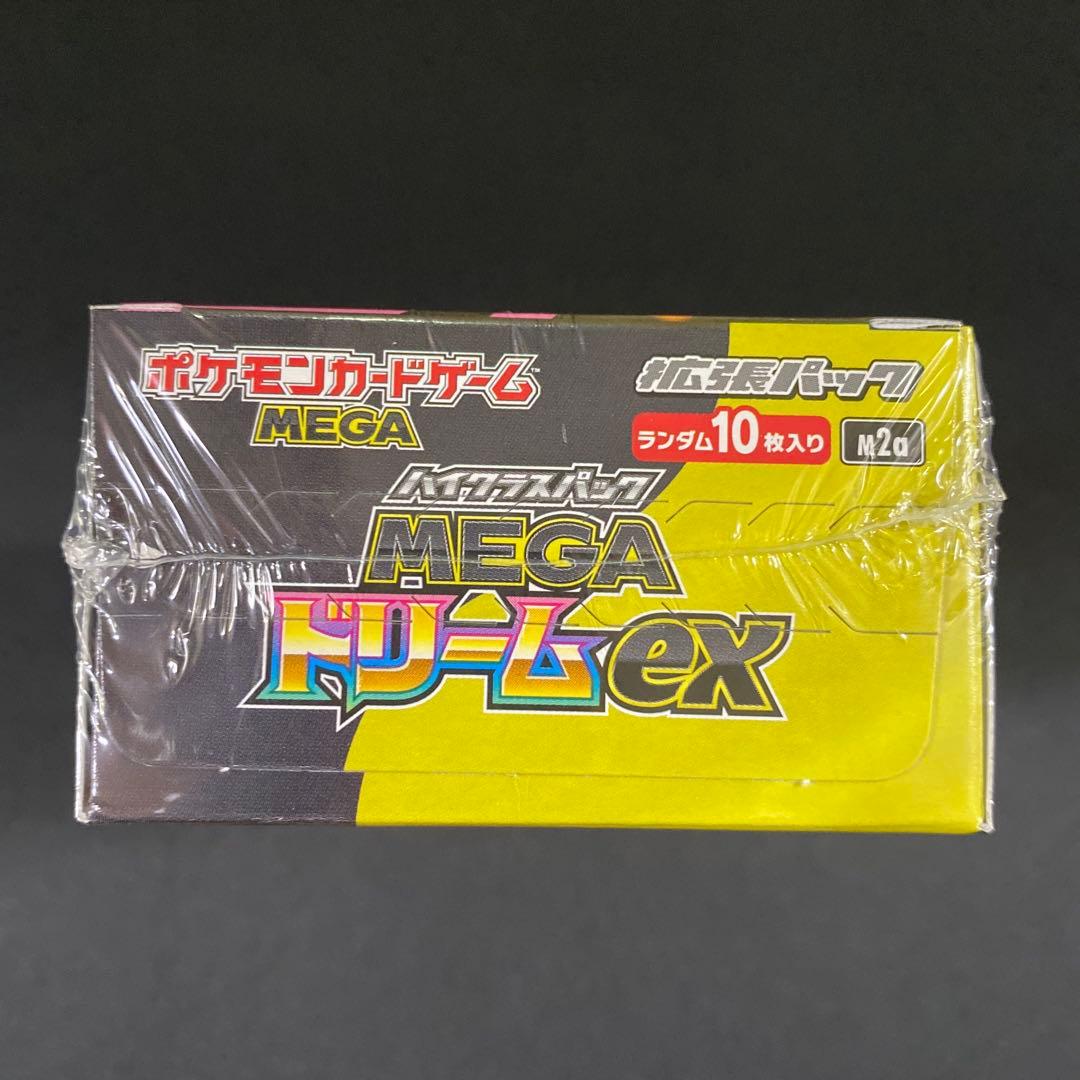 ポケモンカードゲーム™
MEGA
拡張パック
ランダム10枚入り
M2a
ハイクラスパック
MEGA
ドリームex